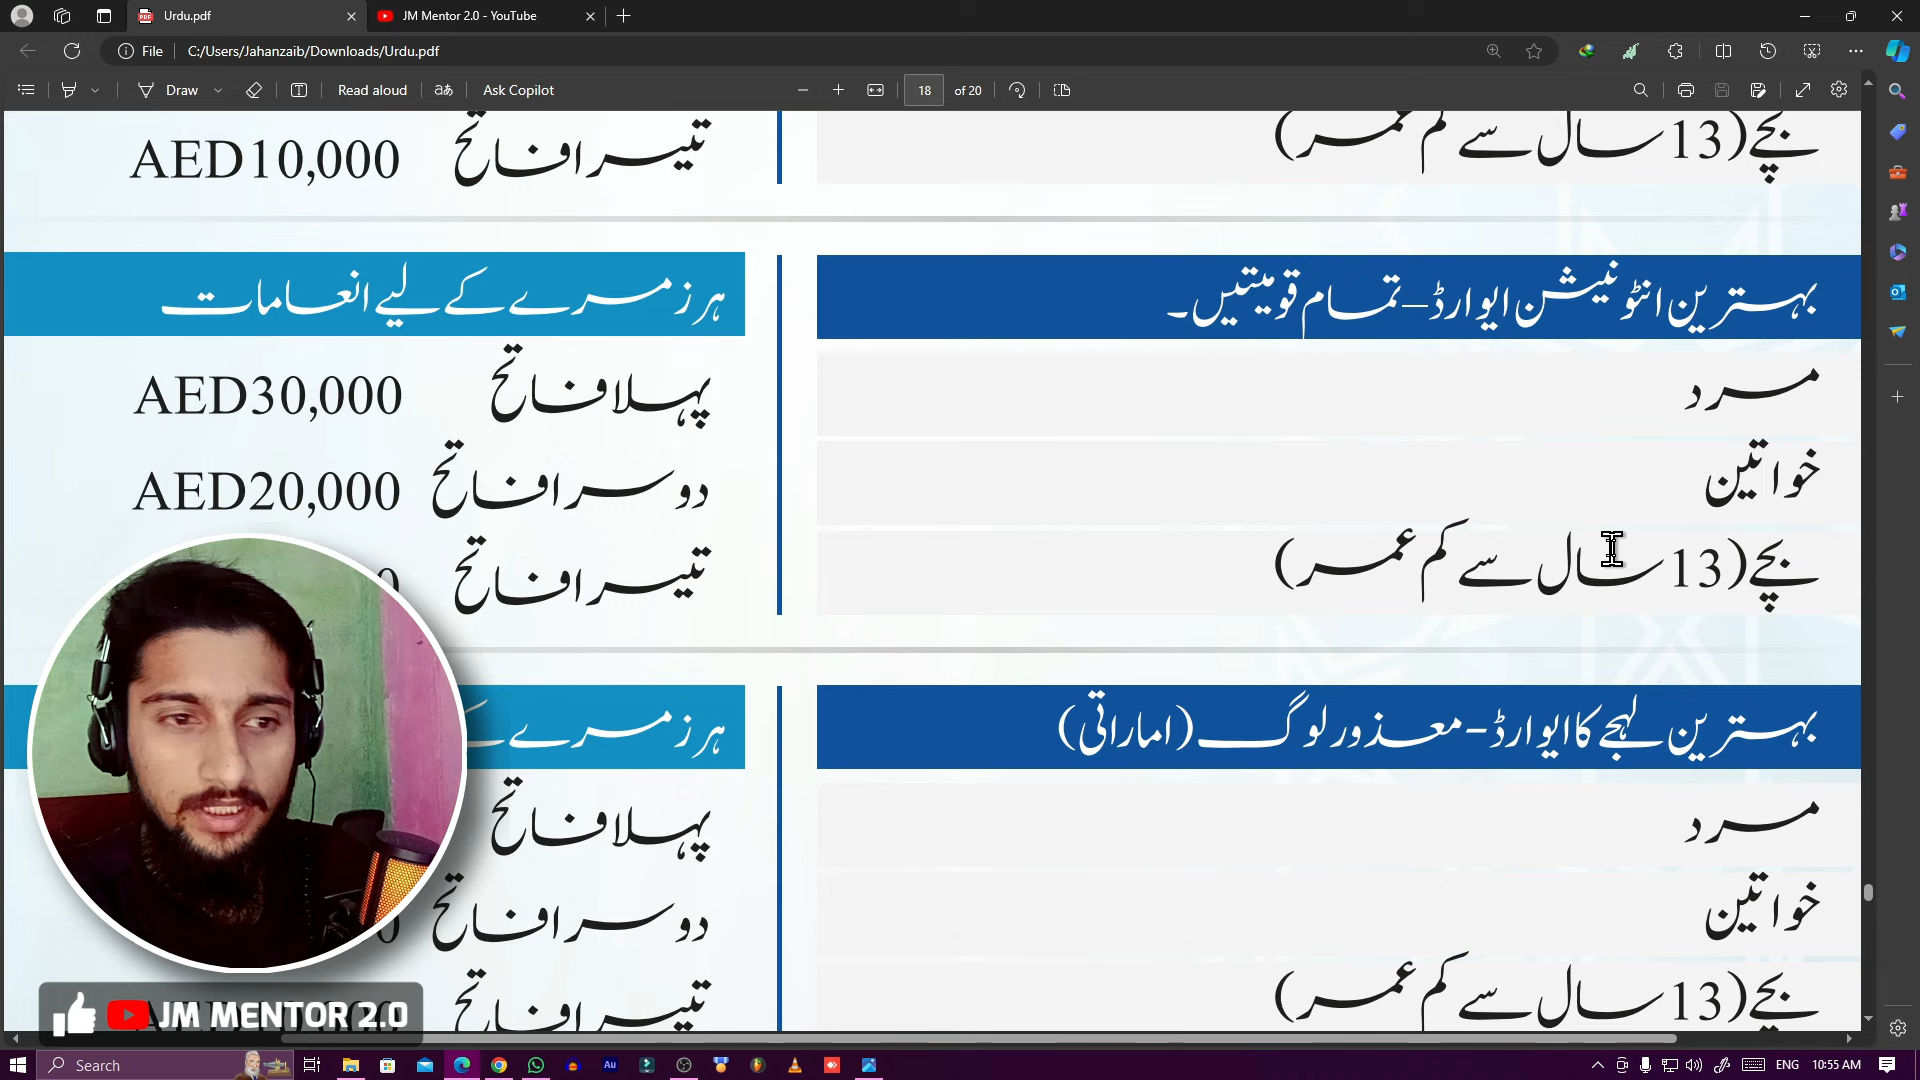 Urdu.pdf
JM Mentor 2.0 - YouTube
File
C:/Users/Jahanzaib/Downloads/Urdu.pdf
Draw
Read aloud
aあ
Ask Copilot
18
of 20
بچے (13 سال سے کم عمر)
تیسرا فاتح AED10,000
بہترین انٹونیشن ایوارڈ – تمام قومیتیں۔
ہر زمرے کے لیے انعامات
مرد
پہلا فاتح AED30,000
خواتین
دوسرا فاتح AED20,000
بچے (13 سال سے کم عمر)
تیسرا فاتح
بہترین لہجے کا ایوارڈ - معذور لوگ (اماراتی)
ہر زمرے کے
مرد
پہلا فاتح
خواتین
دوسرا فاتح
بچے (13 سال سے کم عمر)
تیسرا فاتح
JM MENTOR 2.0
Search
Au
ENG
10:55 AM